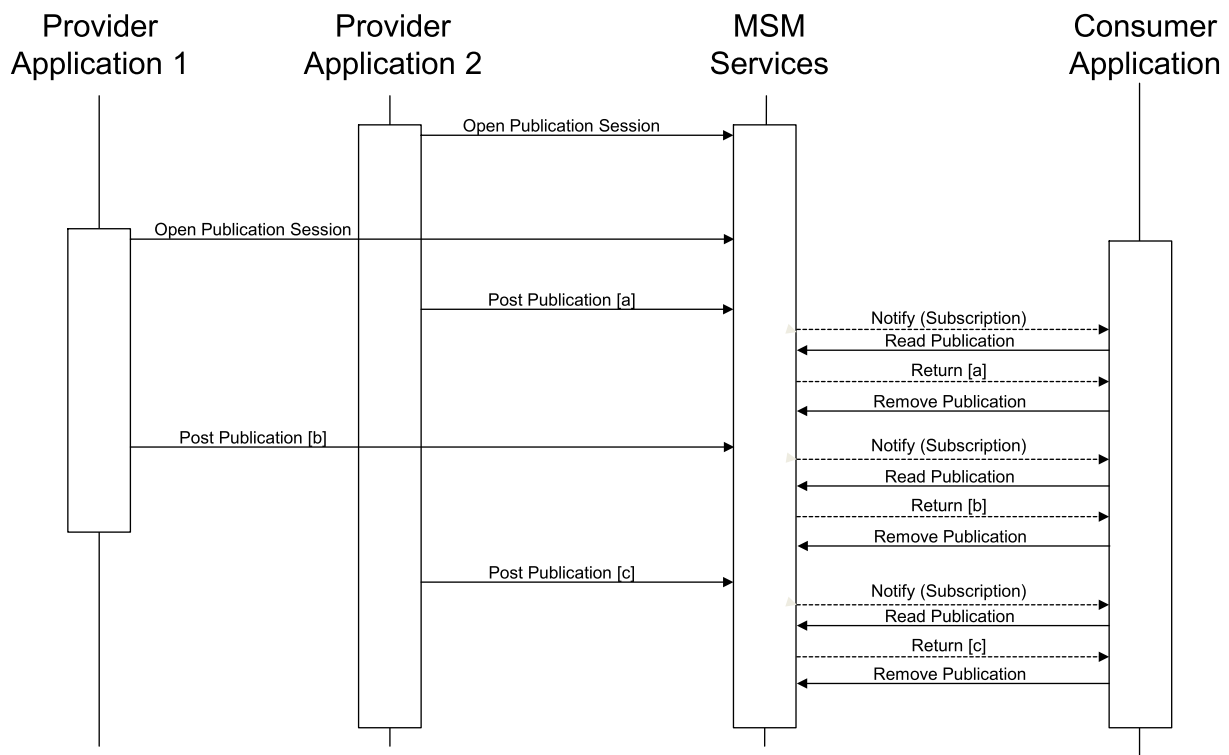 Provider
Application 1
Provider
Application 2
MSM
Services
Consumer
Application
Open Publication Session
Open Publication Session
Post Publication [a]
Notify (Subscription)
Read Publication
Return [a]
Remove Publication
Post Publication [b]
Notify (Subscription)
Read Publication
Return [b]
Remove Publication
Post Publication [c]
Notify (Subscription)
Read Publication
Return [c]
Remove Publication